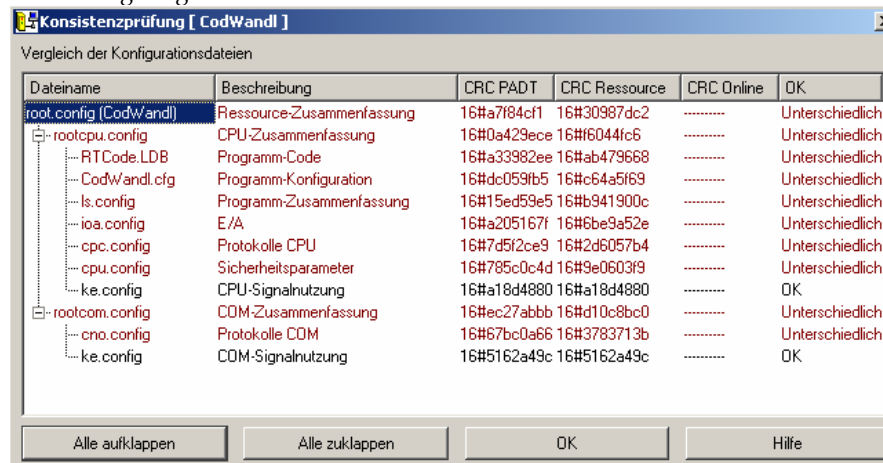 Konsistenzprüfung [ CodWandl ]
Vergleich der Konfigurationsdateien
Dateiname Beschreibung CRC PADT CRC Ressource CRC Online OK
root.config (CodWandl) Ressource-Zusammenfassung 16#a7f84cf1 16#30987dc2 ---------- Unterschiedlich
rootcpu.config CPU-Zusammenfassung 16#0a429ece 16#f6044fc6 ---------- Unterschiedlich
RTCode.LDB Programm-Code 16#a33982ee 16#ab479668 ---------- Unterschiedlich
CodWandl.cfg Programm-Konfiguration 16#dc059fb5 16#c64a5f69 ---------- Unterschiedlich
ls.config Programm-Zusammenfassung 16#15ed59e5 16#b941900c ---------- Unterschiedlich
ioa.config E/A 16#a205167f 16#6be9a52e ---------- Unterschiedlich
cpc.config Protokolle CPU 16#7d5f2ce9 16#2d6057b4 ---------- Unterschiedlich
cpu.config Sicherheitsparameter 16#785c0c4d 16#9e0603f9 ---------- Unterschiedlich
ke.config CPU-Signalnutzung 16#a18d4880 16#a18d4880 ---------- OK
rootcom.config COM-Zusammenfassung 16#ec27abbb 16#d10c8bc0 ---------- Unterschiedlich
cno.config Protokolle COM 16#67bc0a66 16#3783713b ---------- Unterschiedlich
ke.config COM-Signalnutzung 16#5162a49c 16#5162a49c ---------- OK
Alle aufklappen Alle zuklappen OK Hilfe